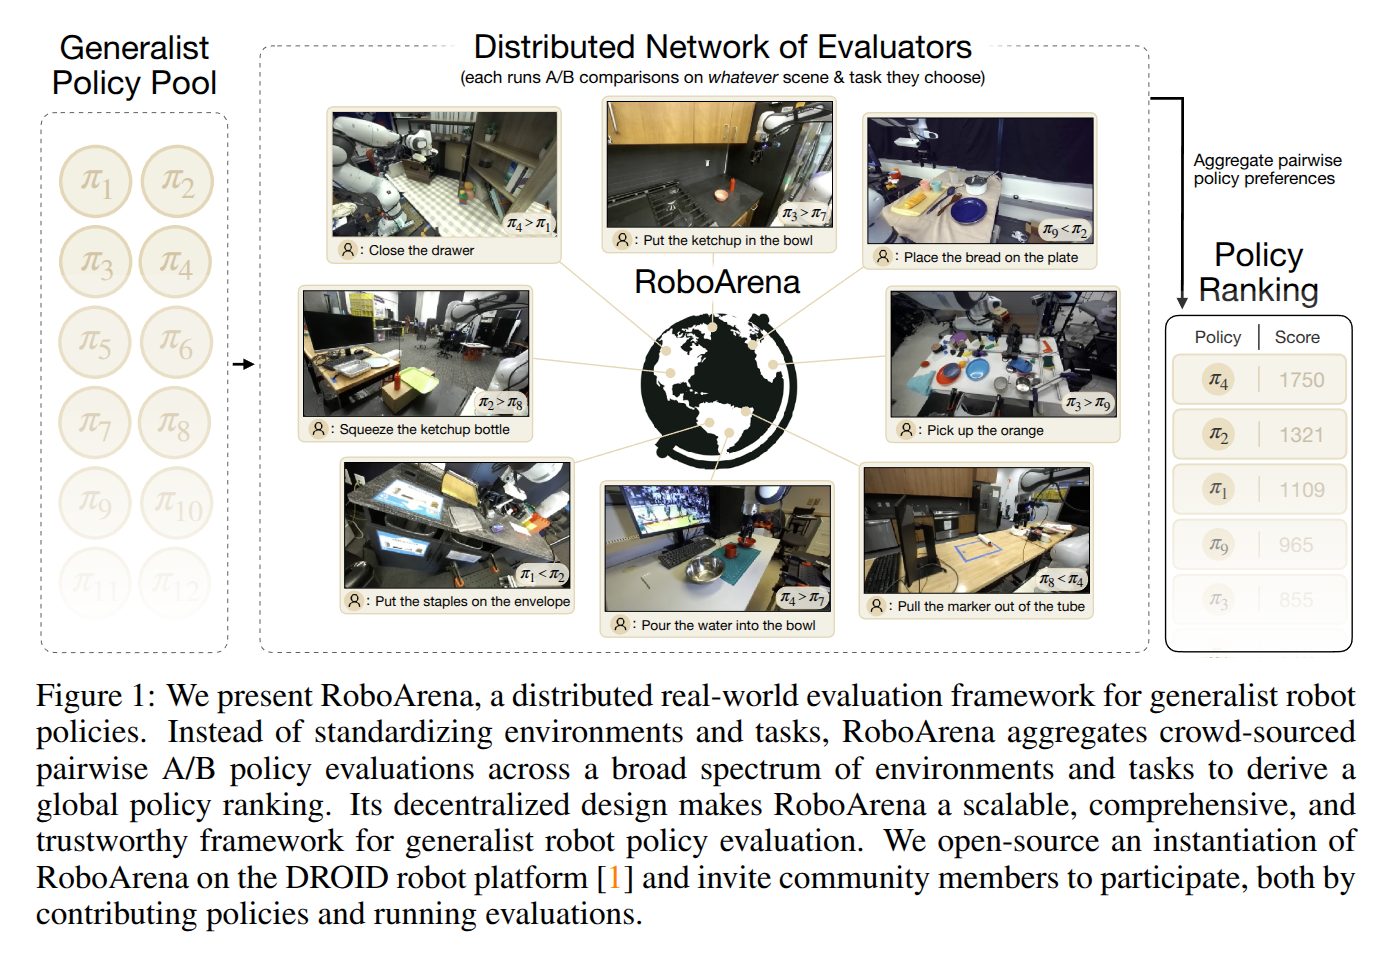 Generalist
Policy Pool
π1 π2
π3 π4
π5 π6
π7 π8
π9 π10
π11 π12
Distributed Network of Evaluators
(each runs A/B comparisons on whatever scene & task they choose)
π4 > π1
: Close the drawer
π3 > π7
: Put the ketchup in the bowl
π9 < π2
: Place the bread on the plate
RoboArena
π2 > π8
: Squeeze the ketchup bottle
π3 > π9
: Pick up the orange
π1 < π2
: Put the staples on the envelope
π4 > π7
: Pour the water into the bowl
π8 < π4
: Pull the marker out of the tube
Aggregate pairwise
policy preferences
Policy
Ranking
Policy | Score
π4 | 1750
π2 | 1321
π1 | 1109
π9 | 965
π3 | 855
Figure 1: We present RoboArena, a distributed real-world evaluation framework for generalist robot
policies. Instead of standardizing environments and tasks, RoboArena aggregates crowd-sourced
pairwise A/B policy evaluations across a broad spectrum of environments and tasks to derive a
global policy ranking. Its decentralized design makes RoboArena a scalable, comprehensive, and
trustworthy framework for generalist robot policy evaluation. We open-source an instantiation of
RoboArena on the DROID robot platform [1] and invite community members to participate, both by
contributing policies and running evaluations.